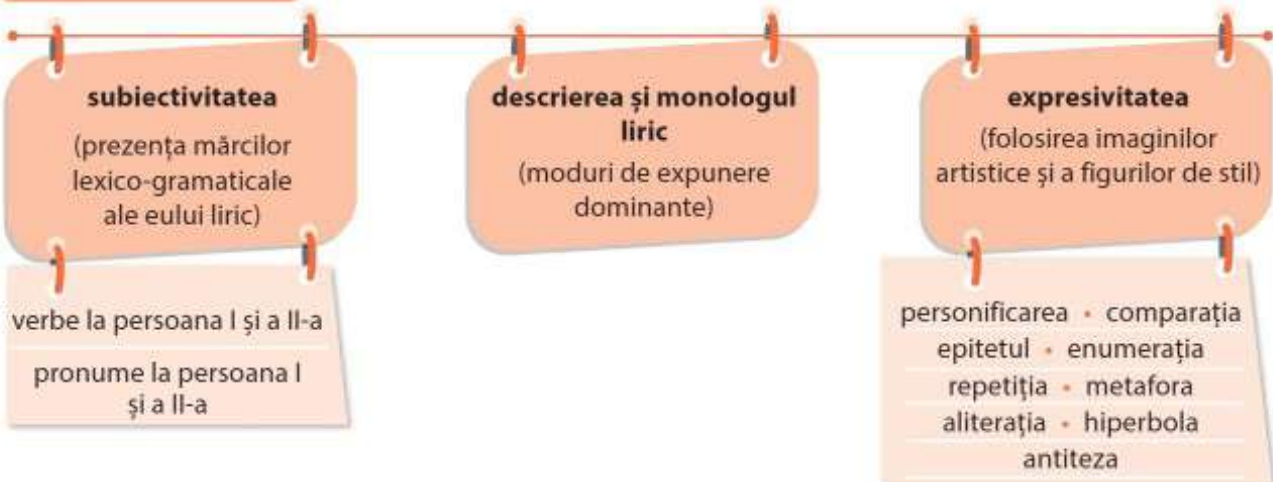 subiectivitatea
(prezența mărcilor
lexico-gramaticale
ale eului liric)
verbe la persoana I și a II-a
pronume la persoana I
și a II-a
descrierea și monologul
liric
(moduri de expunere
dominante)
expresivitatea
(folosirea imaginilor
artistice și a figurilor de stil)
personificarea • comparația
epitetul • enumerația
repetiția • metafora
aliterația • hiperbola
antiteza